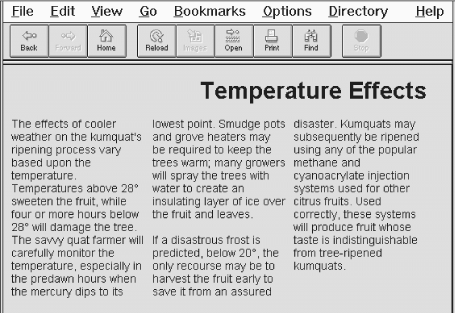 File Edit View Go Bookmarks Options Directory Help
Back Forward Home Reload Images Open Print Find Stop
Temperature Effects
The effects of cooler
weather on the kumquat's
ripening process vary
based upon the
temperature.
Temperatures above 28°
sweeten the fruit, while
four or more hours below
28° will damage the tree.
The savvy quat farmer will
carefully monitor the
temperature, especially in
the predawn hours when
the mercury dips to its
lowest point. Smudge pots
and grove heaters may
be required to keep the
trees warm; many growers
will spray the trees with
water to create an
insulating layer of ice over
the fruit and leaves.
If a disastrous frost is
predicted, below 20°, the
only recourse may be to
harvest the fruit early to
save it from an assured
disaster. Kumquats may
subsequently be ripened
using any of the popular
methane and
cyanoacrylate injection
systems used for other
citrus fruits. Used
correctly, these systems
will produce fruit whose
taste is indistinguishable
from tree-ripened
kumquats.